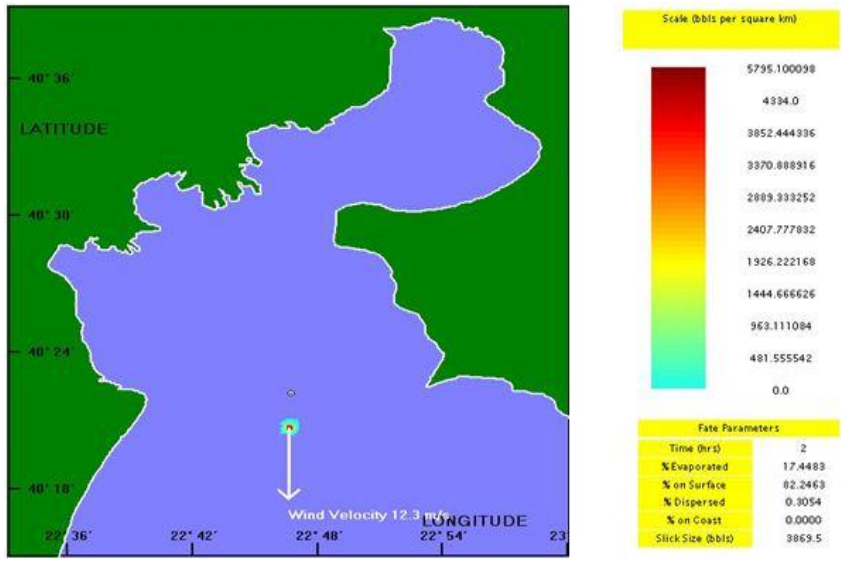 40° 36'
LATITUDE
40° 30'
40° 24'
40° 18'
Wind Velocity 12.3 m/s
LONGITUDE
22° 36' 22° 42' 22° 48' 22° 54' 23°
Scale (bbls per square km)
5795.100098
4334.0
3852.444336
3370.888916
2889.333252
2407.777832
1926.222168
1444.666626
963.111084
481.555542
0.0
Fate Parameters
Time (hrs) 2
% Evaporated 17.4483
% on Surface 82.2463
% Dispersed 0.3054
% on Coast 0.0000
Slick Size (bbls) 3869.5